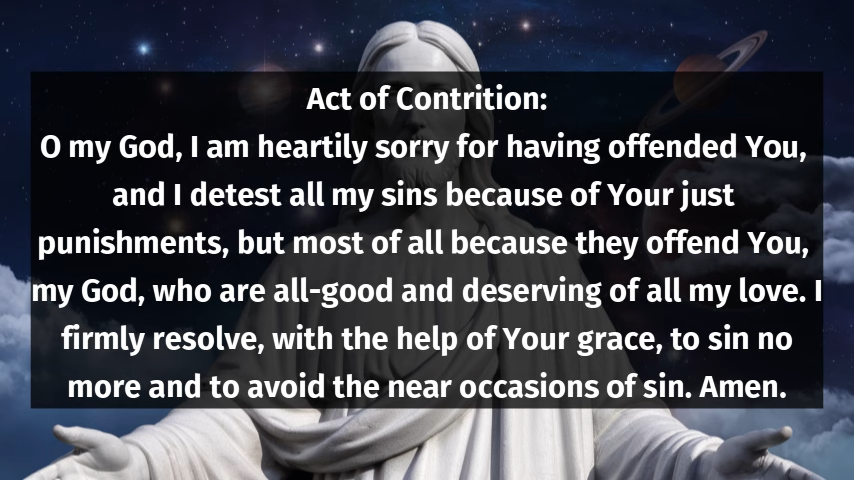 Act of Contrition:
O my God, I am heartily sorry for having offended You,
and I detest all my sins because of Your just
punishments, but most of all because they offend You,
my God, who are all-good and deserving of all my love. I
firmly resolve, with the help of Your grace, to sin no
more and to avoid the near occasions of sin. Amen.